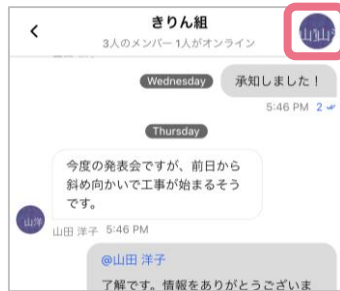 きりん組
3人のメンバー 1人がオンライン
山山
Wednesday
承知しました！
5:46 PM 2
Thursday
今度の発表会ですが、前日から
斜め向かいで工事が始まるそう
です。
山洋
山田 洋子 5:46 PM
@山田 洋子
了解です。情報をありがとうございま